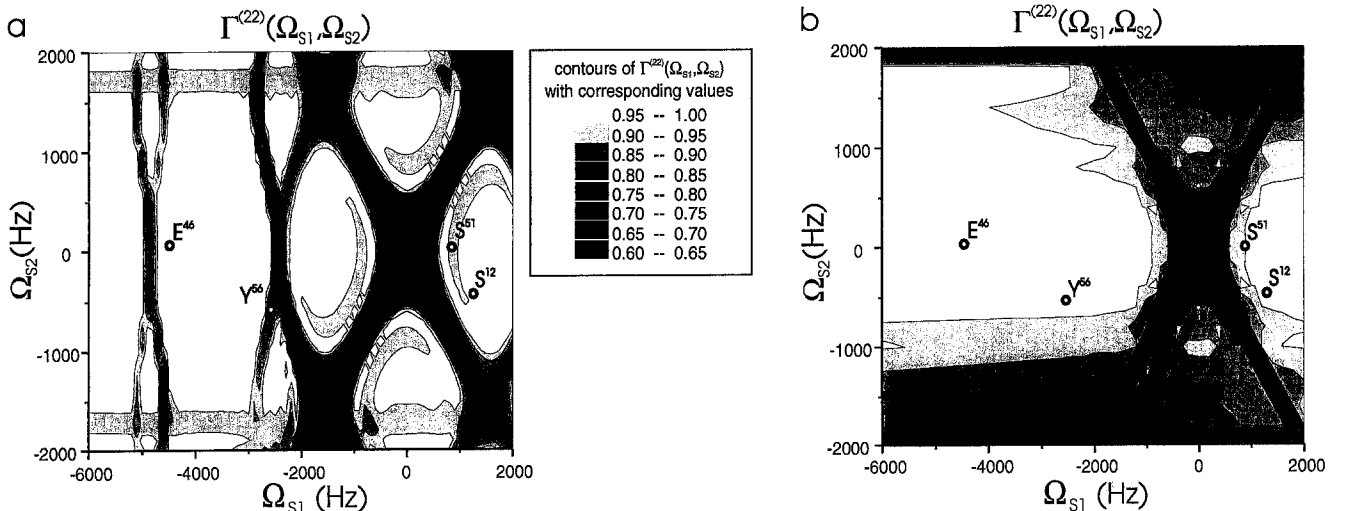 a
Γ(22)(ΩS1,ΩS2)
2000
1000
0
-1000
-2000
ΩS2(Hz)
E46
Y56
S51
S12
-6000 -4000 -2000 0 2000
ΩS1 (Hz)
contours of Γ(22)(ΩS1,ΩS2)
with corresponding values
0.95 -- 1.00
0.90 -- 0.95
0.85 -- 0.90
0.80 -- 0.85
0.75 -- 0.80
0.70 -- 0.75
0.65 -- 0.70
0.60 -- 0.65
b
Γ(22)(ΩS1,ΩS2)
2000
1000
0
-1000
-2000
ΩS2(Hz)
E46
Y56
S51
S12
-6000 -4000 -2000 0 2000
ΩS1 (Hz)